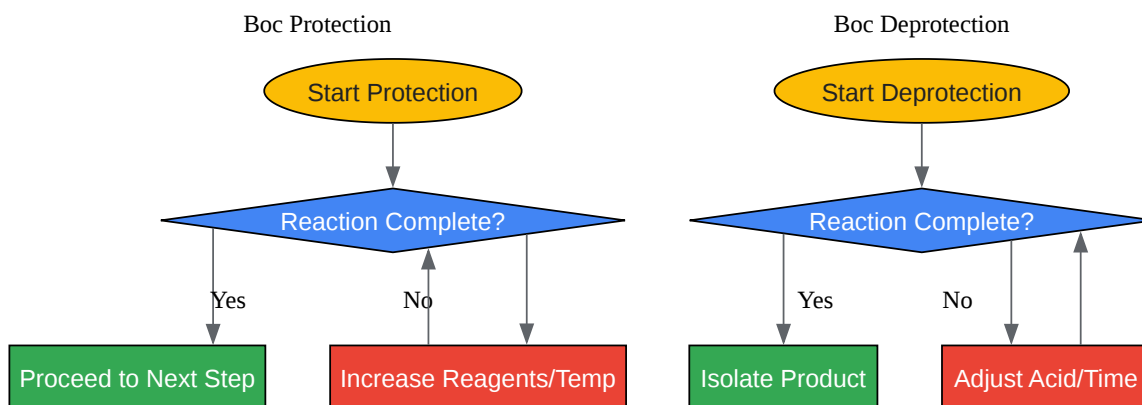 Boc Protection
Boc Deprotection
Start Protection
Start Deprotection
Reaction Complete?
Reaction Complete?
Yes
No
Yes
No
Proceed to Next Step
Increase Reagents/Temp
Isolate Product
Adjust Acid/Time